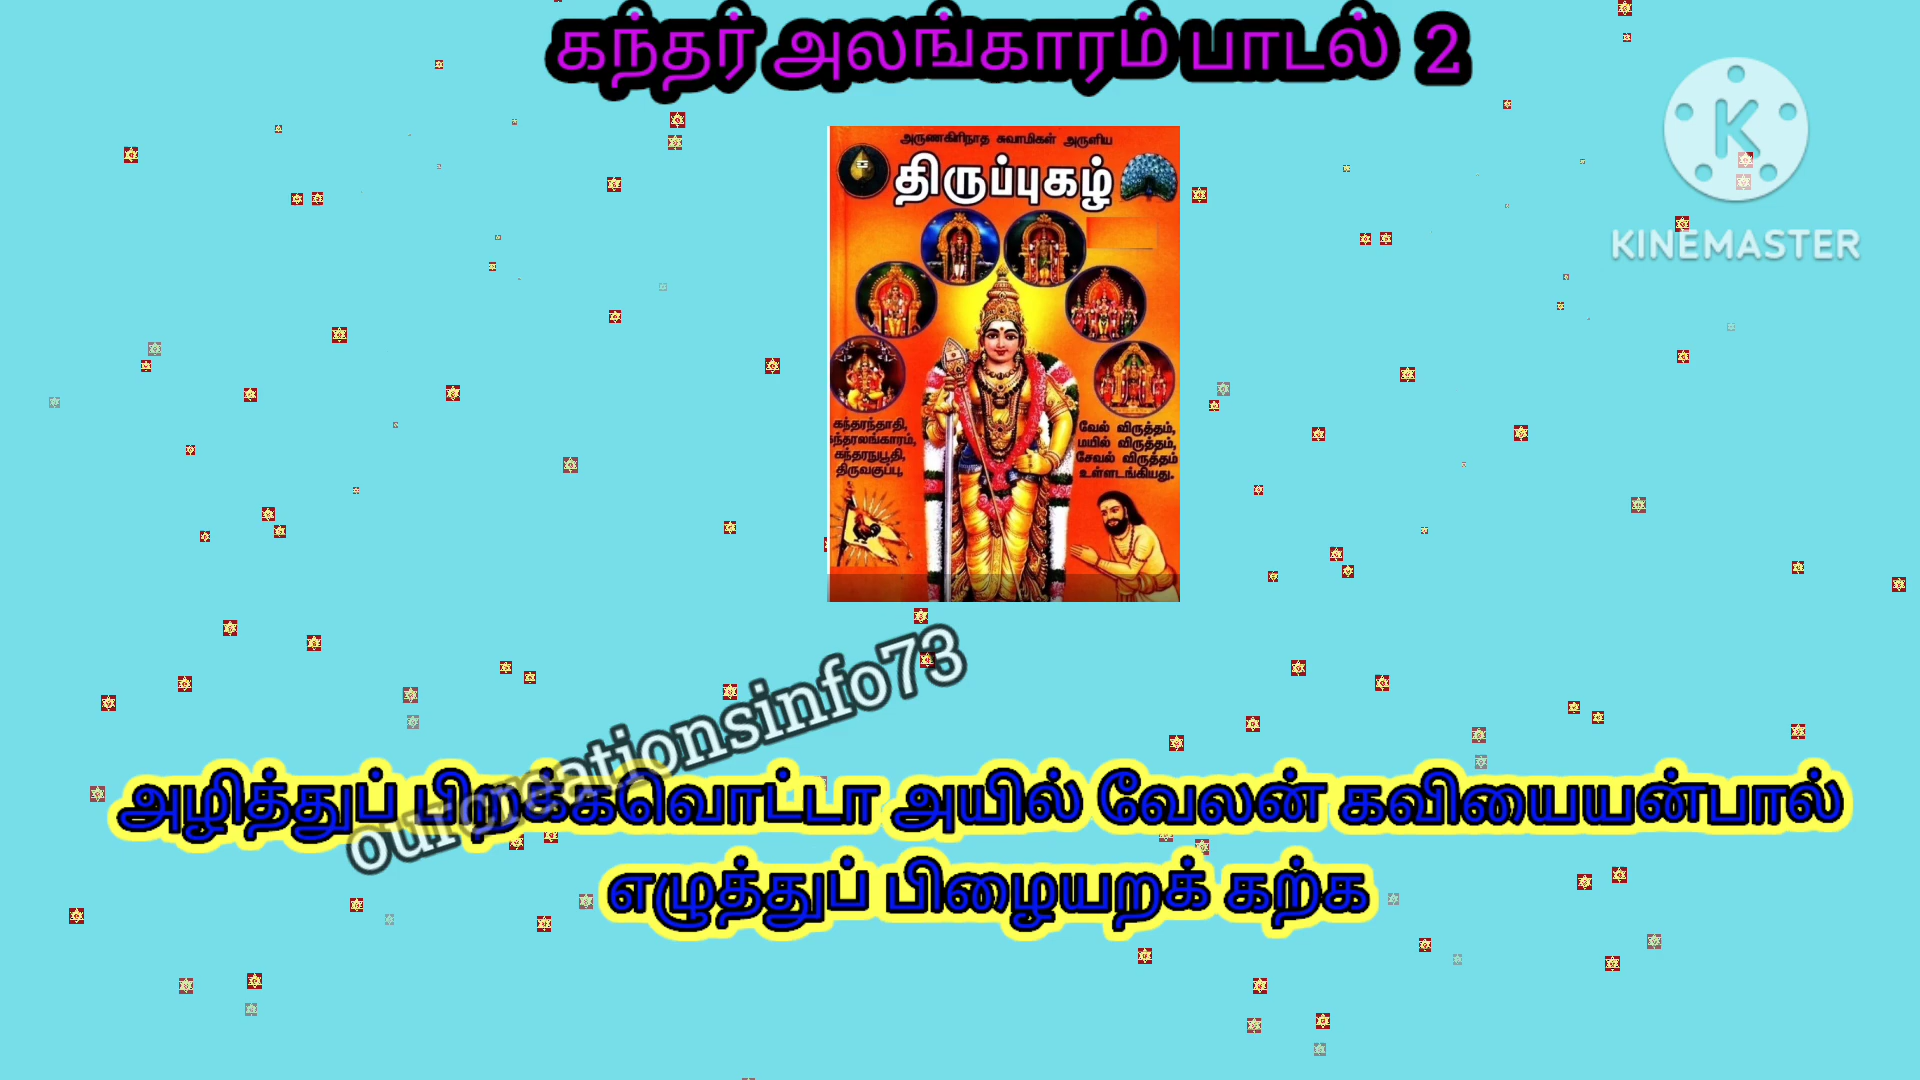 கந்தர் அலங்காரம் பாடல் 2
KINEMASTER
அருணகிரிநாத சுவாமிகள் அருளிய
திருப்புகழ்
கந்தரந்தாதி,
கந்தரலங்காரம்,
கந்தரநுபூதி,
திருவகுப்பு,
வேல் விருத்தம்,
மயில் விருத்தம்,
சேவல் விருத்தம்
உள்ளடங்கியது.
ourcreationsinfo73
அழித்துப் பிறக்கவொட்டா அயில் வேலன் கவியையன்பால்
எழுத்துப் பிழையறக் கற்க